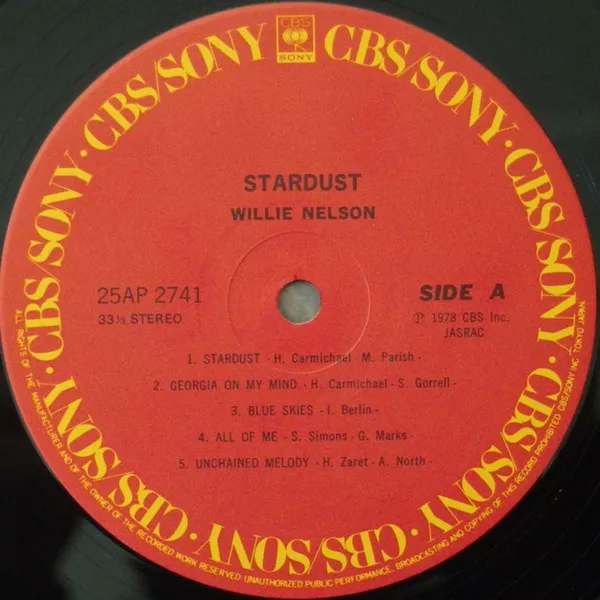 CBS
SONY
CBS/SONY · CBS/SONY · CBS/SONY · CBS/SONY · CBS/SONY · CBS/SONY · CBS/SONY · CBS/SONY
STARDUST
WILLIE NELSON
25AP 2741
33⅓ STEREO
SIDE A
Ⓟ 1978 CBS Inc.
JASRAC
1. STARDUST - H. Carmichael - M. Parish -
2. GEORGIA ON MY MIND - H. Carmichael - S. Gorrell -
3. BLUE SKIES - I. Berlin -
4. ALL OF ME - S. Simons - G. Marks -
5. UNCHAINED MELODY - H. Zaret - A. North -
ALL RIGHTS OF THE MANUFACTURER AND OF THE OWNER OF THE RECORDED WORK RESERVED UNAUTHORIZED PUBLIC PERFORMANCE, BROADCASTING AND COPYING OF THIS RECORD PROHIBITED CBS/SONY INC. TOKYO JAPAN.